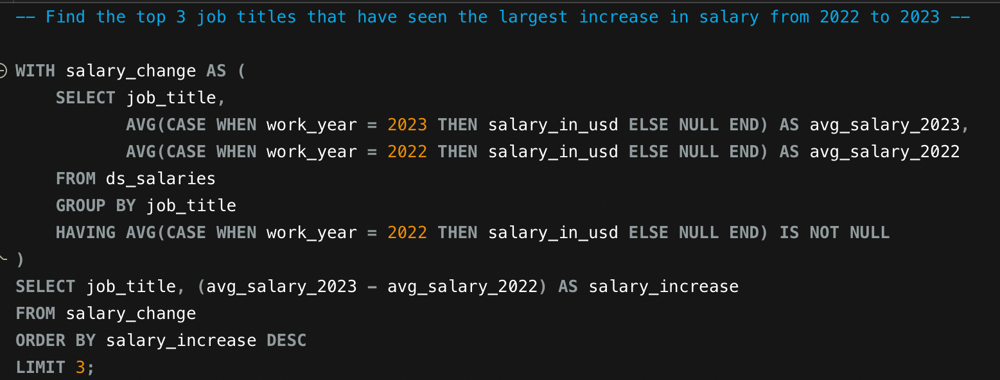 -- Find the top 3 job titles that have seen the largest increase in salary from 2022 to 2023 --
WITH salary_change AS (
SELECT job_title,
AVG(CASE WHEN work_year = 2023 THEN salary_in_usd ELSE NULL END) AS avg_salary_2023,
AVG(CASE WHEN work_year = 2022 THEN salary_in_usd ELSE NULL END) AS avg_salary_2022
FROM ds_salaries
GROUP BY job_title
HAVING AVG(CASE WHEN work_year = 2022 THEN salary_in_usd ELSE NULL END) IS NOT NULL
)
SELECT job_title, (avg_salary_2023 - avg_salary_2022) AS salary_increase
FROM salary_change
ORDER BY salary_increase DESC
LIMIT 3;